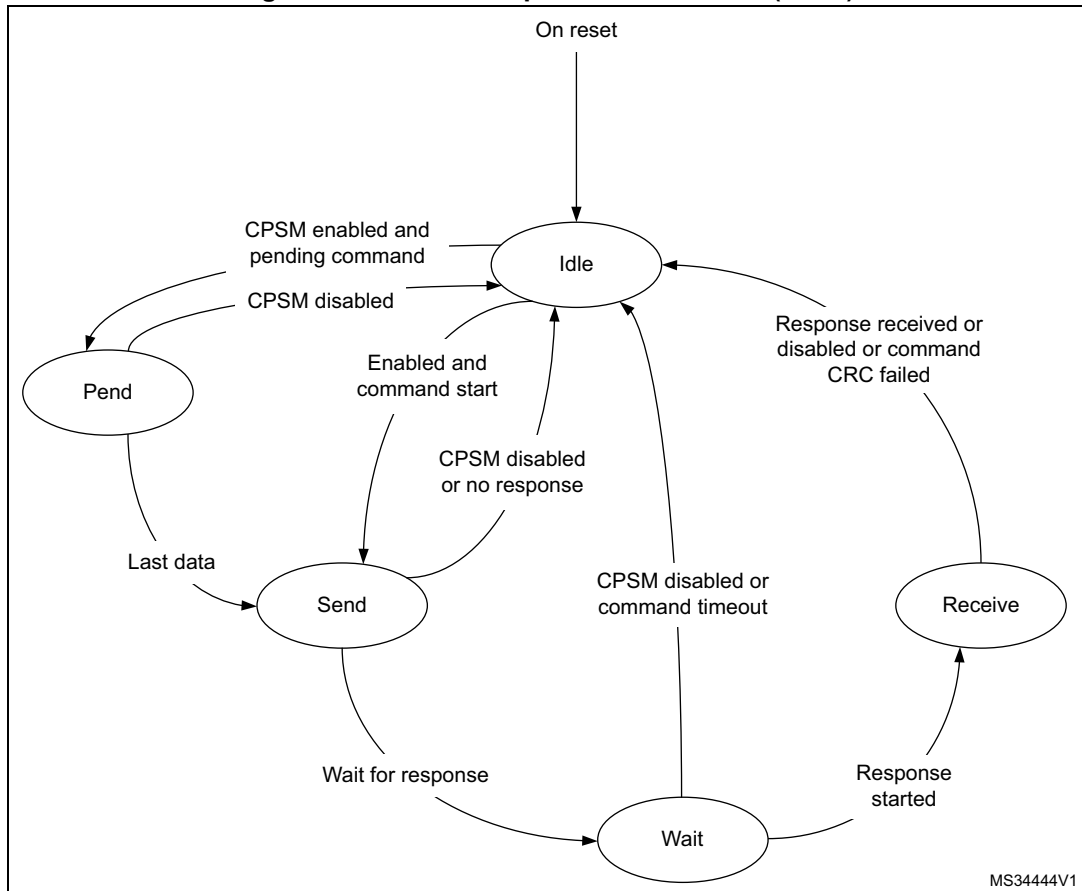 On reset
CPSM enabled and
pending command
Idle
CPSM disabled
Response received or
disabled or command
CRC failed
Enabled and
command start
Pend
CPSM disabled
or no response
Last data
CPSM disabled or
command timeout
Send
Receive
Wait for response
Response
started
Wait
MS34444V1